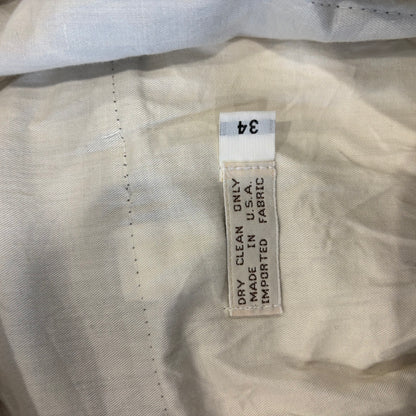 34
DRY CLEAN ONLY
MADE IN U.S.A.
IMPORTED FABRIC